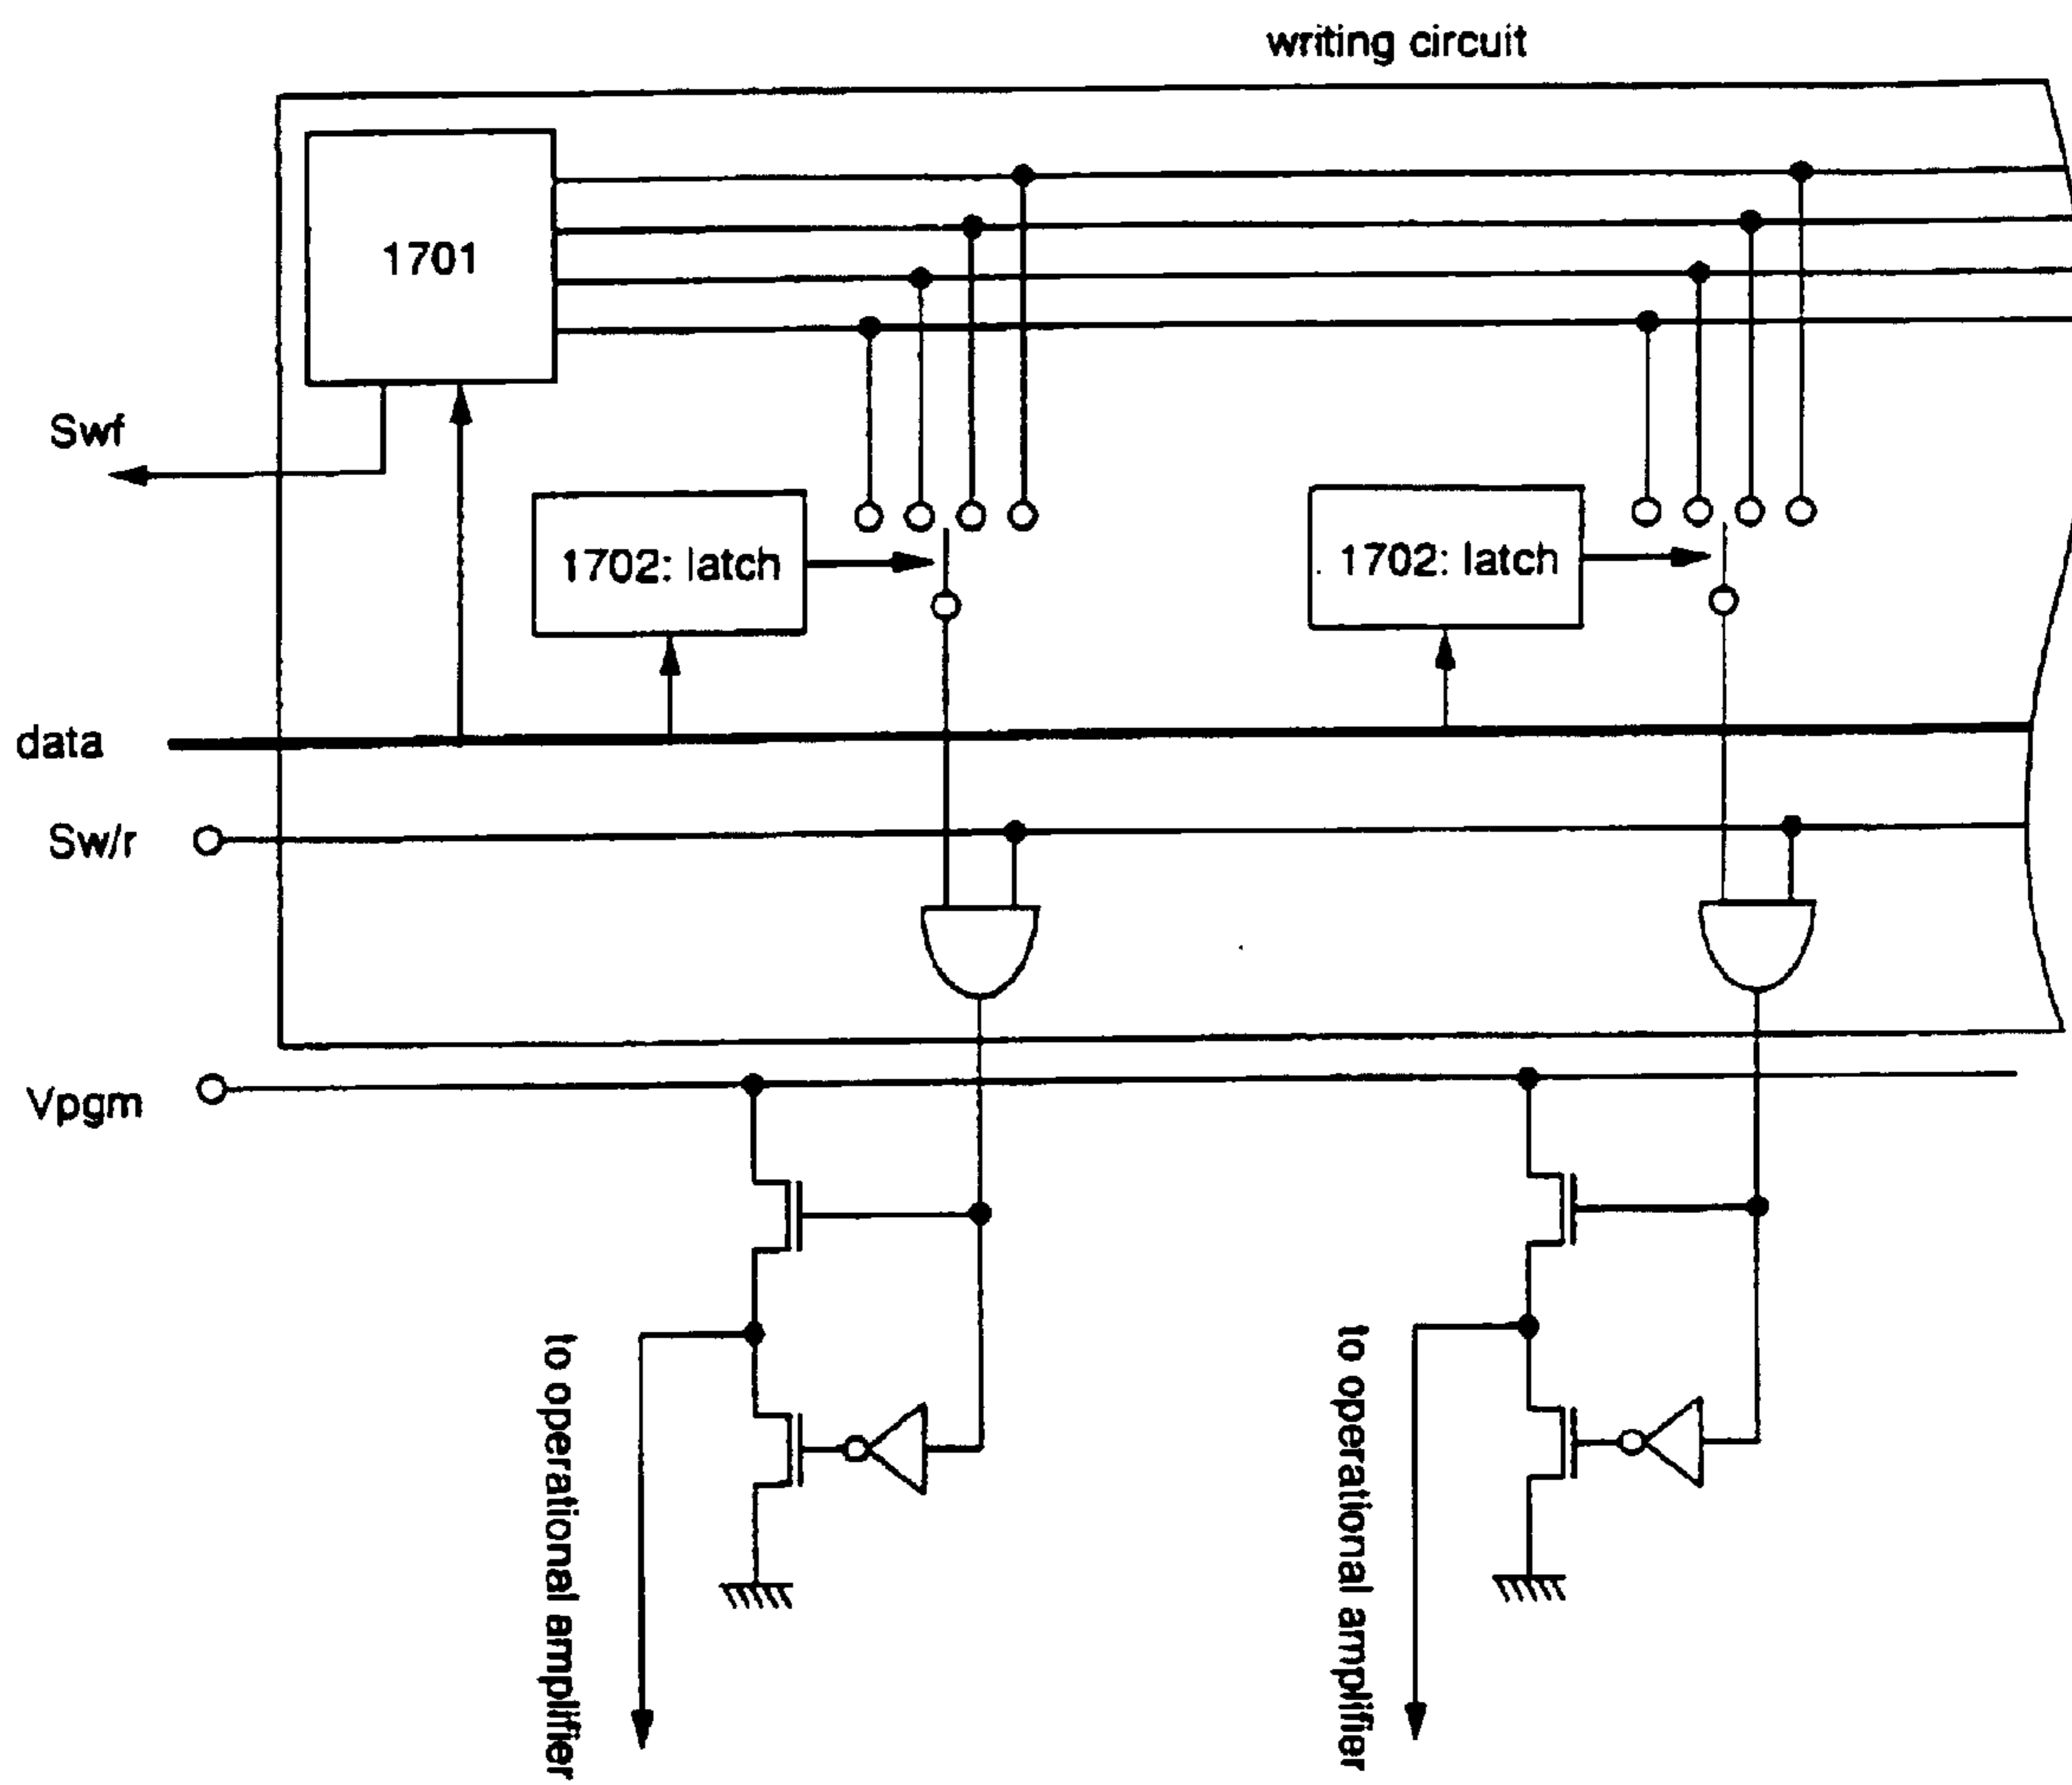 writing circuit
1701
Swf
1702: latch
1702: latch
data
Sw/r
Vpgm
to operational amplifier
to operational amplifier